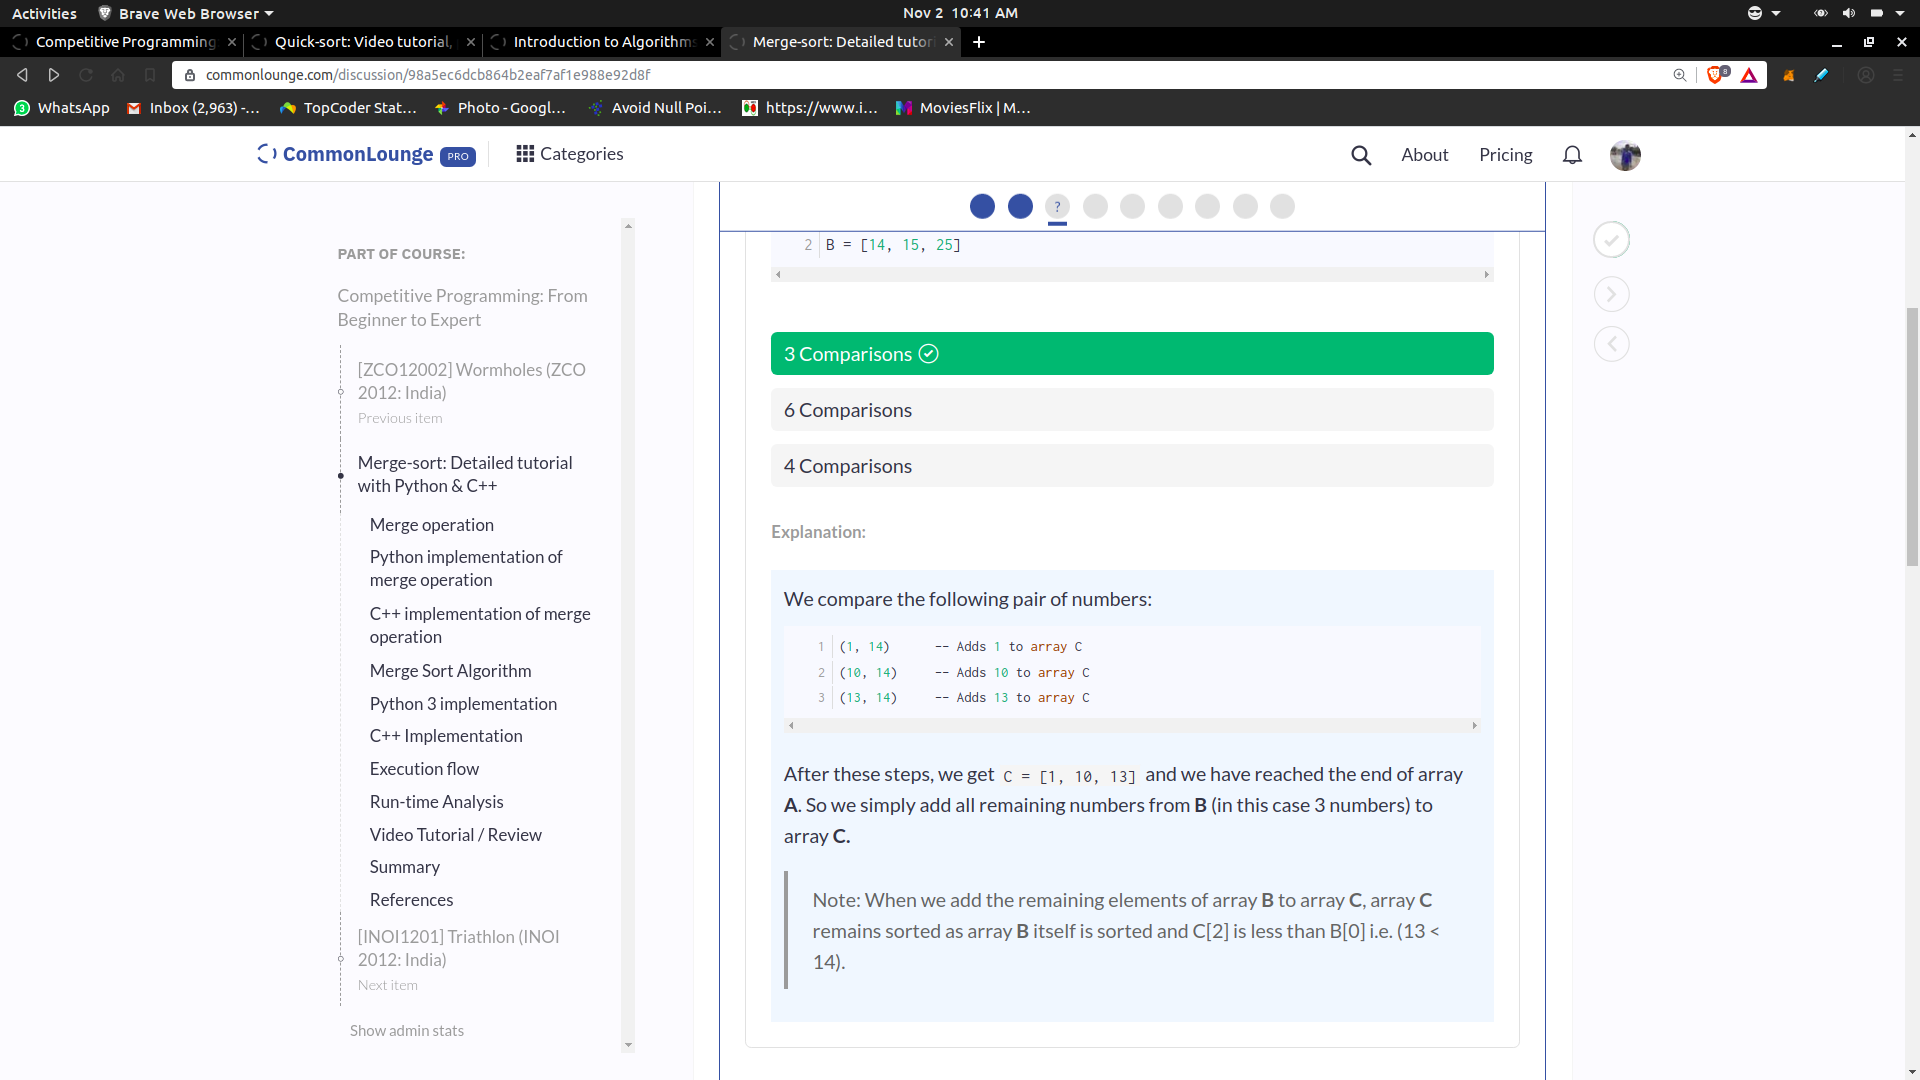 Activities Brave Web Browser Nov 2 10:41 AM
Competitive Programming Quick-sort: Video tutorial, Introduction to Algorithms Merge-sort: Detailed tutori
commonlounge.com/discussion/98a5ec6dcb864b2eaf7af1e988e92d8f 8
3 WhatsApp Inbox (2,963) -... TopCoder Stat... Photo - Googl... Avoid Null Poi... https://www.i... MoviesFlix | M...
CommonLounge PRO Categories About Pricing
?
PART OF COURSE:
Competitive Programming: From
Beginner to Expert
[ZCO12002] Wormholes (ZCO
2012: India)
Previous item
Merge-sort: Detailed tutorial
with Python & C++
Merge operation
Python implementation of
merge operation
C++ implementation of merge
operation
Merge Sort Algorithm
Python 3 implementation
C++ Implementation
Execution flow
Run-time Analysis
Video Tutorial / Review
Summary
References
[INOI1201] Triathlon (INOI
2012: India)
Next item
Show admin stats
2 B = [14, 15, 25]
3 Comparisons
6 Comparisons
4 Comparisons
Explanation:
We compare the following pair of numbers:
1 (1, 14) -- Adds 1 to array C
2 (10, 14) -- Adds 10 to array C
3 (13, 14) -- Adds 13 to array C
After these steps, we get C = [1, 10, 13] and we have reached the end of array
A. So we simply add all remaining numbers from B (in this case 3 numbers) to
array C.
Note: When we add the remaining elements of array B to array C, array C
remains sorted as array B itself is sorted and C[2] is less than B[0] i.e. (13 <
14).